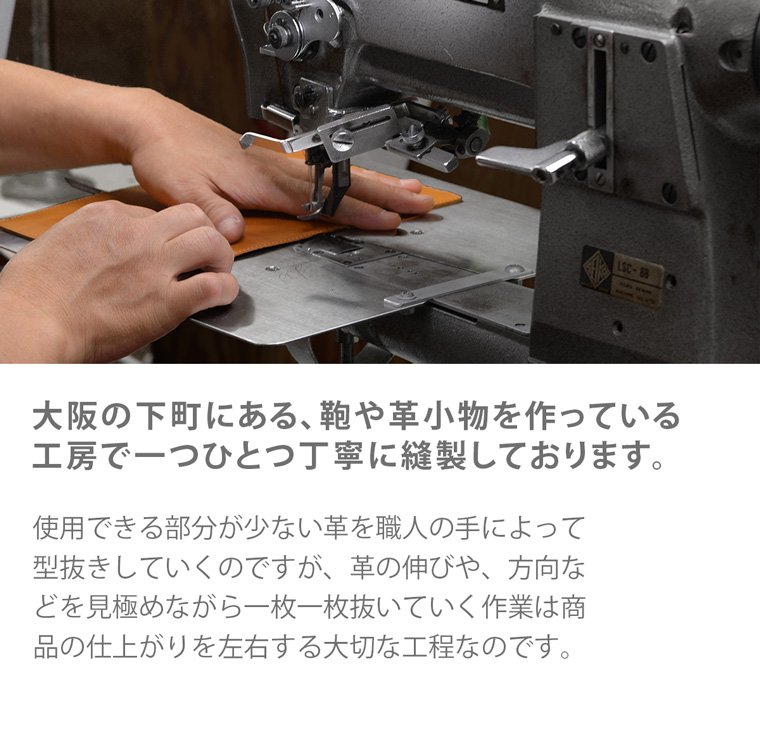 LSC-8B
大阪の下町にある、鞄や革小物を作っている
工房で一つひとつ丁寧に縫製しております。
使用できる部分が少ない革を職人の手によって
型抜きしていくのですが、革の伸びや、方向な
どを見極めながら一枚一枚抜いていく作業は商
品の仕上がりを左右する大切な工程なのです。